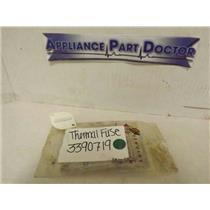 APPLIANCE PART DOCTOR
Thermal Fuse
3390719